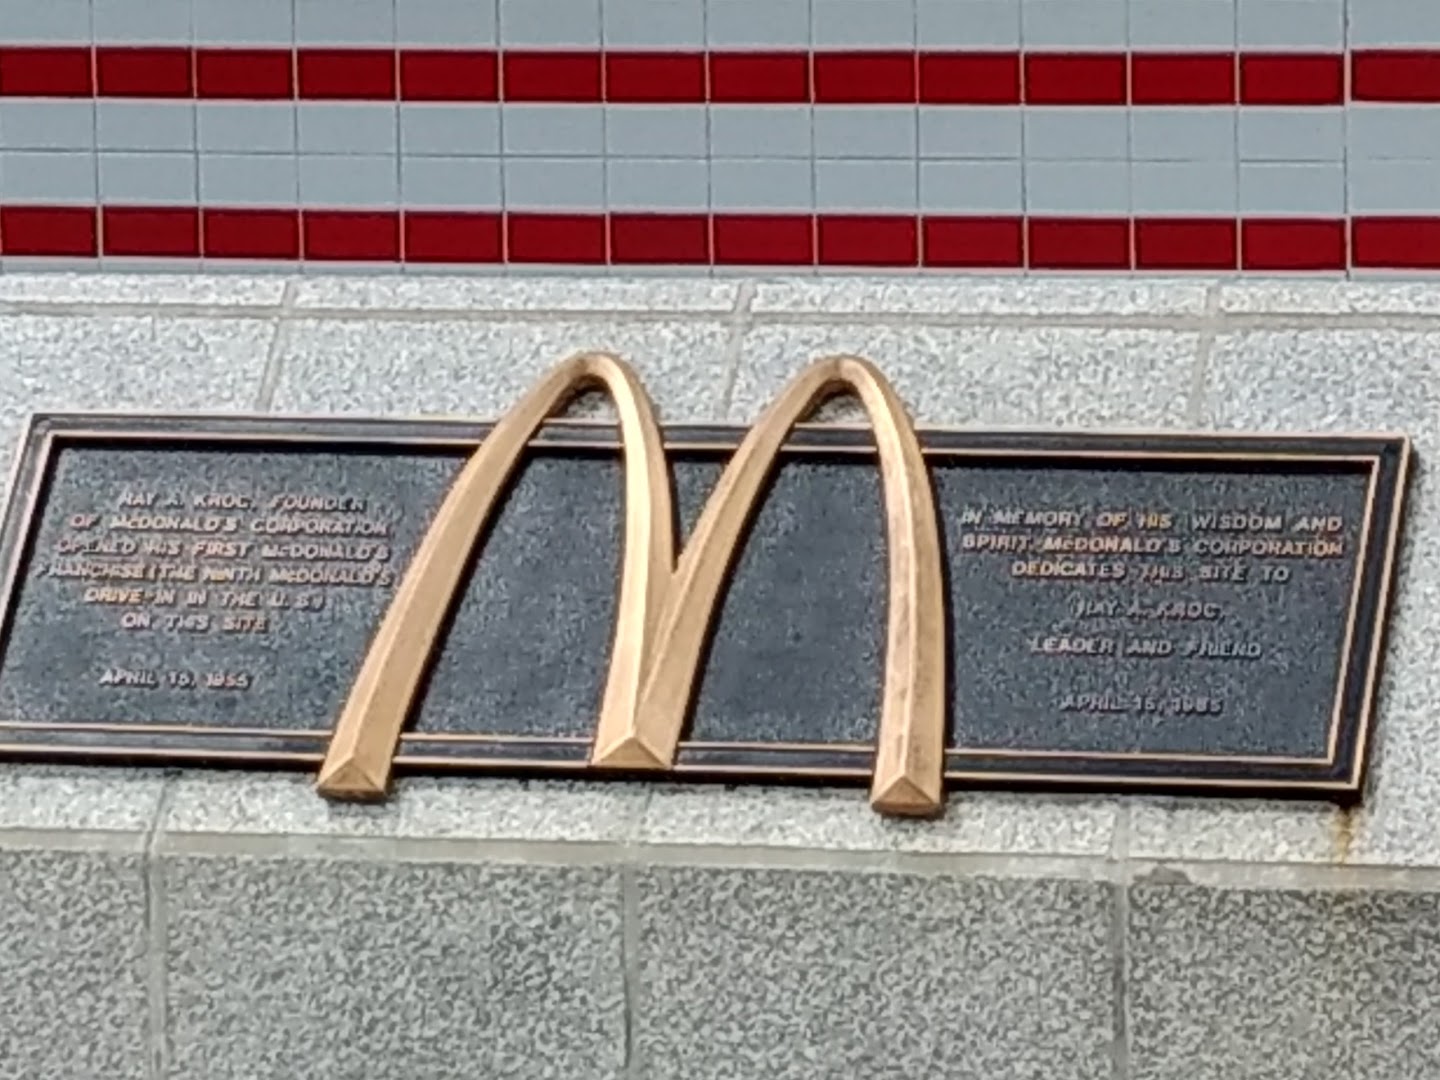 RAY A. KROC, FOUNDER
OF McDONALD'S CORPORATION
OPENED HIS FIRST McDONALD'S
FRANCHISE (THE NINTH McDONALD'S
DRIVE-IN IN THE U.S.)
ON THIS SITE
APRIL 15, 1955
IN MEMORY OF HIS WISDOM AND
SPIRIT, McDONALD'S CORPORATION
DEDICATES THIS SITE TO
RAY A. KROC,
LEADER AND FRIEND
APRIL 15, 1985